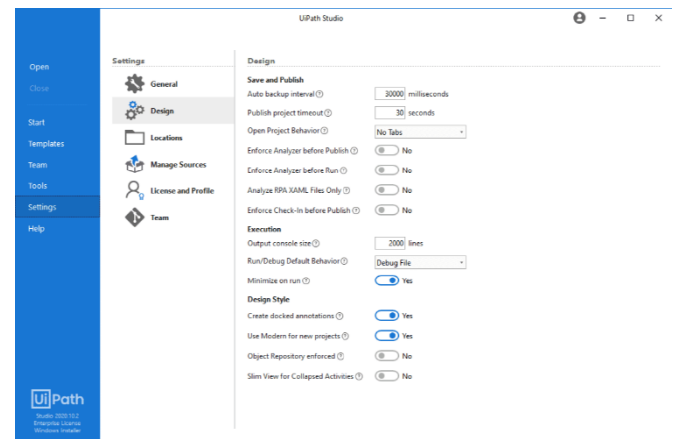 UiPath Studio
Open
Close
Start
Templates
Team
Tools
Settings
Help
UiPath
Studio 2020.10.2
Enterprise License
Windows Installer
Settings
General
Design
Locations
Manage Sources
License and Profile
Team
Design
Save and Publish
Auto backup interval 30000 milliseconds
Publish project timeout 30 seconds
Open Project Behavior No Tabs
Enforce Analyzer before Publish No
Enforce Analyzer before Run No
Analyze RPA XAML Files Only No
Enforce Check-In before Publish No
Execution
Output console size 2000 lines
Run/Debug Default Behavior Debug File
Minimize on run Yes
Design Style
Create docked annotations Yes
Use Modern for new projects Yes
Object Repository enforced No
Slim View for Collapsed Activities No